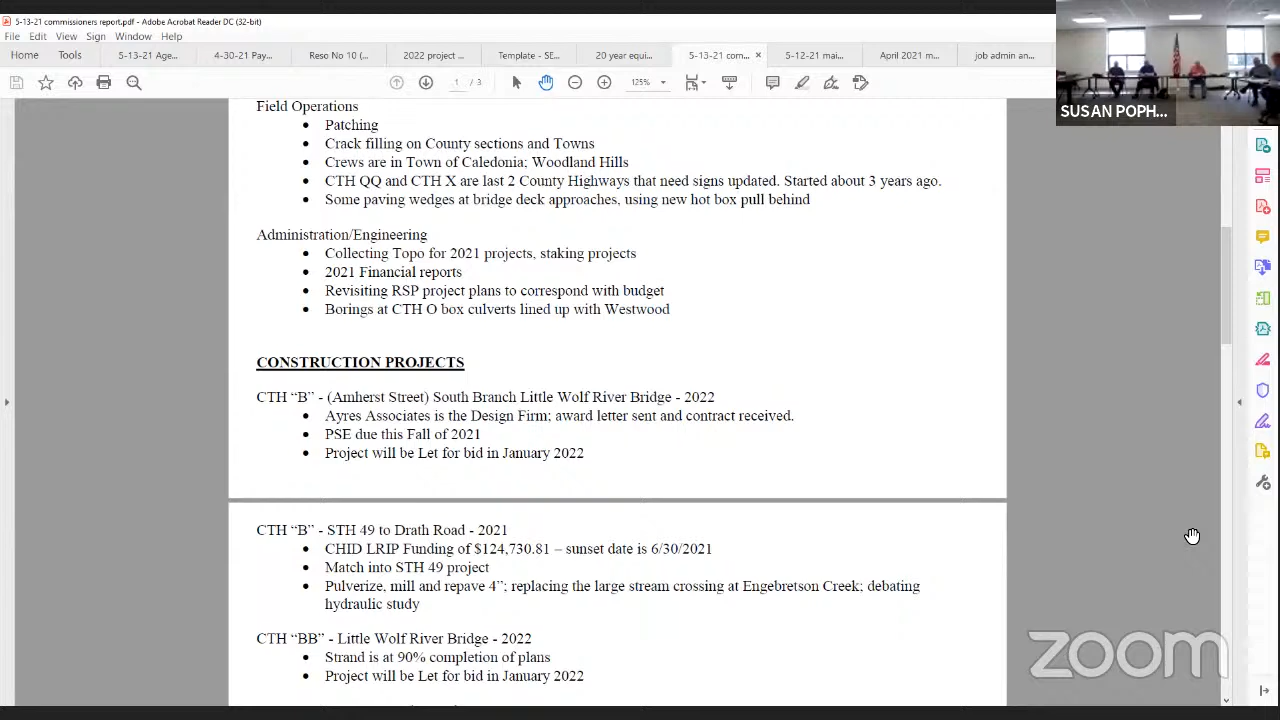 5-13-21 commissioners report.pdf - Adobe Acrobat Reader DC (32-bit)
File Edit View Sign Window Help
Home Tools 5-13-21 Age... 4-30-21 Pay... Reso No 10 (... 2022 project ... Template - SE... 20 year equi... 5-13-21 com... × 5-12-21 mai... April 2021 m... job admin an...
1 / 3 125%
SUSAN POPH...
Field Operations
• Patching
• Crack filling on County sections and Towns
• Crews are in Town of Caledonia; Woodland Hills
• CTH QQ and CTH X are last 2 County Highways that need signs updated. Started about 3 years ago.
• Some paving wedges at bridge deck approaches, using new hot box pull behind
Administration/Engineering
• Collecting Topo for 2021 projects, staking projects
• 2021 Financial reports
• Revisiting RSP project plans to correspond with budget
• Borings at CTH O box culverts lined up with Westwood
CONSTRUCTION PROJECTS
CTH “B” - (Amherst Street) South Branch Little Wolf River Bridge - 2022
• Ayres Associates is the Design Firm; award letter sent and contract received.
• PSE due this Fall of 2021
• Project will be Let for bid in January 2022
CTH “B” - STH 49 to Drath Road - 2021
• CHID LRIP Funding of $124,730.81 – sunset date is 6/30/2021
• Match into STH 49 project
• Pulverize, mill and repave 4”; replacing the large stream crossing at Engebretson Creek; debating
hydraulic study
CTH “BB” - Little Wolf River Bridge - 2022
• Strand is at 90% completion of plans
• Project will be Let for bid in January 2022
zoom